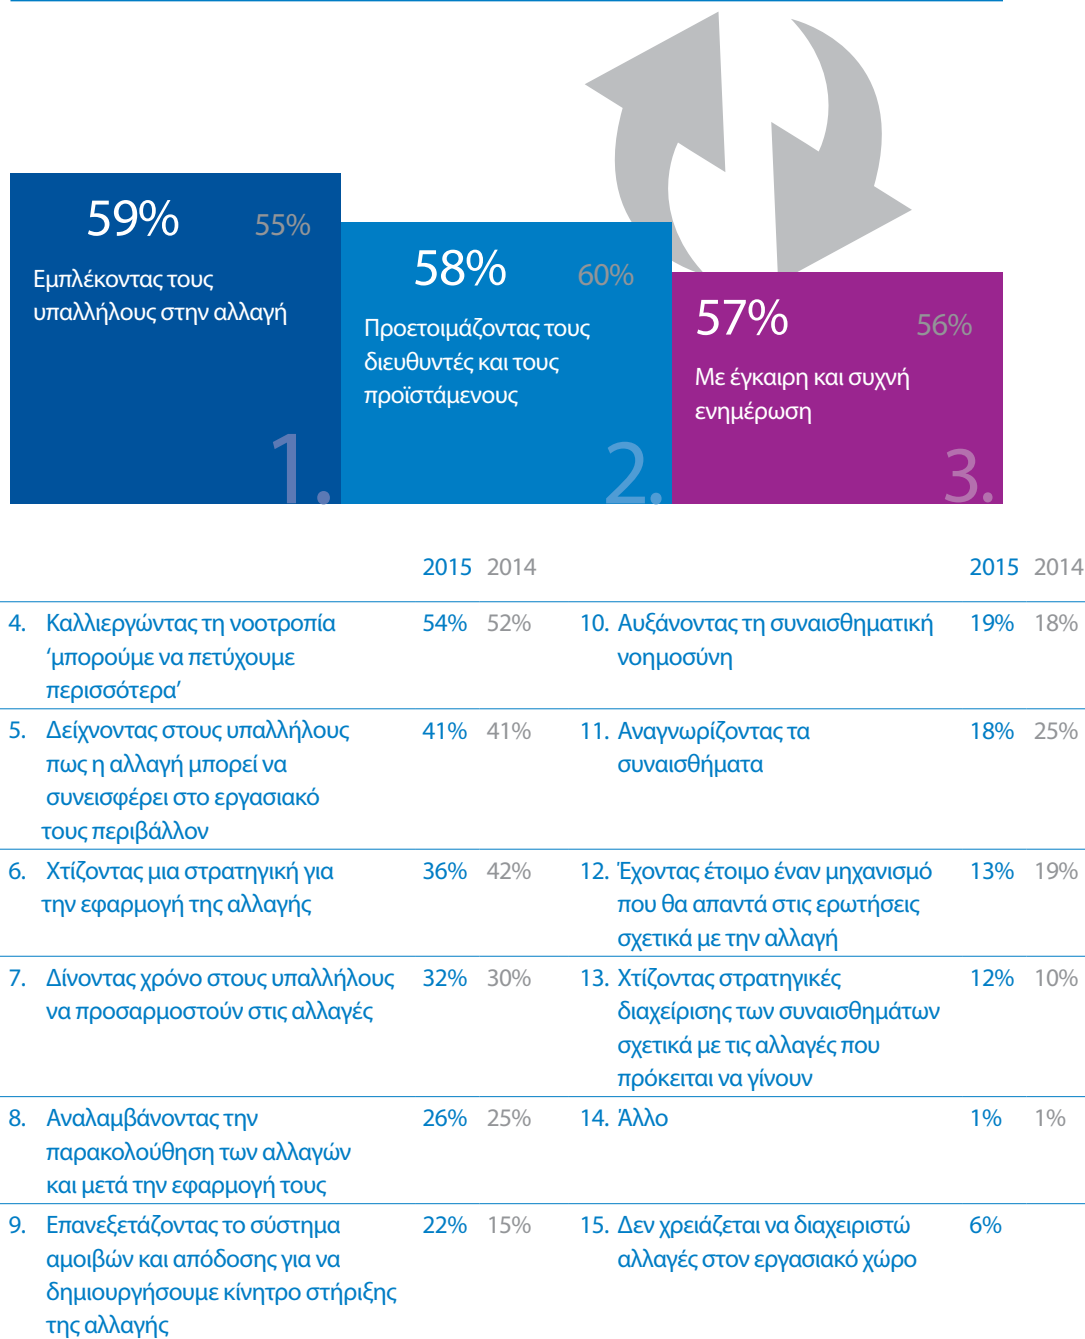 59% 55%
Εμπλέκοντας τους
υπαλλήλους στην αλλαγή
1.
58% 60%
Προετοιμάζοντας τους
διευθυντές και τους
προϊστάμενους
2.
57% 56%
Με έγκαιρη και συχνή
ενημέρωση
3.
2015 2014
4. Καλλιεργώντας τη νοοτροπία 54% 52%
‘μπορούμε να πετύχουμε
περισσότερα’
5. Δείχνοντας στους υπαλλήλους 41% 41%
πως η αλλαγή μπορεί να
συνεισφέρει στο εργασιακό
τους περιβάλλον
6. Χτίζοντας μια στρατηγική για 36% 42%
την εφαρμογή της αλλαγής
7. Δίνοντας χρόνο στους υπαλλήλους 32% 30%
να προσαρμοστούν στις αλλαγές
8. Αναλαμβάνοντας την 26% 25%
παρακολούθηση των αλλαγών
και μετά την εφαρμογή τους
9. Επανεξετάζοντας το σύστημα 22% 15%
αμοιβών και απόδοσης για να
δημιουργήσουμε κίνητρο στήριξης
της αλλαγής
2015 2014
10. Αυξάνοντας τη συναισθηματική 19% 18%
νοημοσύνη
11. Αναγνωρίζοντας τα 18% 25%
συναισθήματα
12. Έχοντας έτοιμο έναν μηχανισμό 13% 19%
που θα απαντά στις ερωτήσεις
σχετικά με την αλλαγή
13. Χτίζοντας στρατηγικές 12% 10%
διαχείρισης των συναισθημάτων
σχετικά με τις αλλαγές που
πρόκειται να γίνουν
14. Άλλο 1% 1%
15. Δεν χρειάζεται να διαχειριστώ 6%
αλλαγές στον εργασιακό χώρο